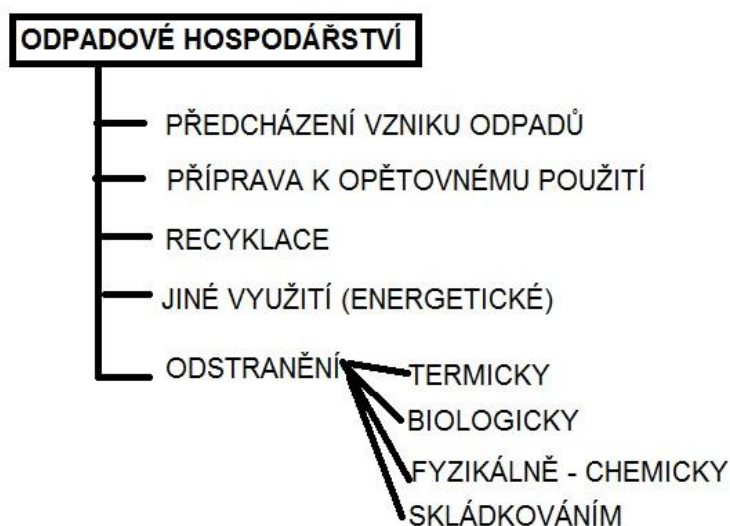 ODPADOVÉ HOSPODÁŘSTVÍ
PŘEDCHÁZENÍ VZNIKU ODPADŮ
PŘÍPRAVA K OPĚTOVNÉMU POUŽITÍ
RECYKLACE
JINÉ VYUŽITÍ (ENERGETICKÉ)
ODSTRANĚNÍ
TERMICKY
BIOLOGICKY
FYZIKÁLNĚ - CHEMICKY
SKLÁDKOVÁNÍM